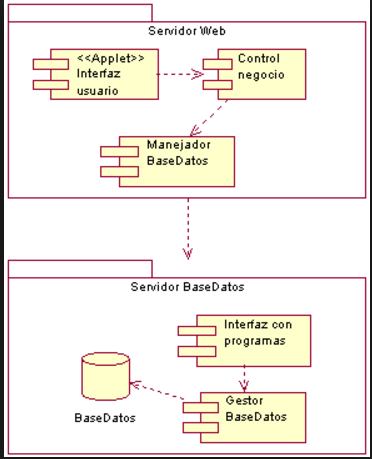 Servidor Web
<<Applet>>
Interfaz
usuario
Control
negocio
Manejador
BaseDatos
Servidor BaseDatos
Interfaz con
programas
Gestor
BaseDatos
BaseDatos